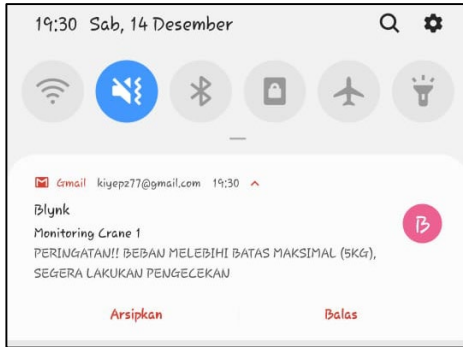 19:30 Sab, 14 Desember
Gmail kiyepz77@gmail.com 19:30
Blynk
B
Monitoring Crane 1
PERINGATAN!! BEBAN MELEBIHI BATAS MAKSIMAL (5KG),
SEGERA LAKUKAN PENGECEKAN
Arsipkan Balas